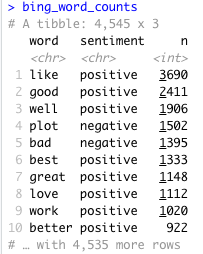 > bing_word_counts
# A tibble: 4,545 x 3
word sentiment n
<chr> <chr> <int>
1 like positive 3690
2 good positive 2411
3 well positive 1906
4 plot negative 1502
5 bad negative 1395
6 best positive 1333
7 great positive 1148
8 love positive 1112
9 work positive 1020
10 better positive 922
# … with 4,535 more rows